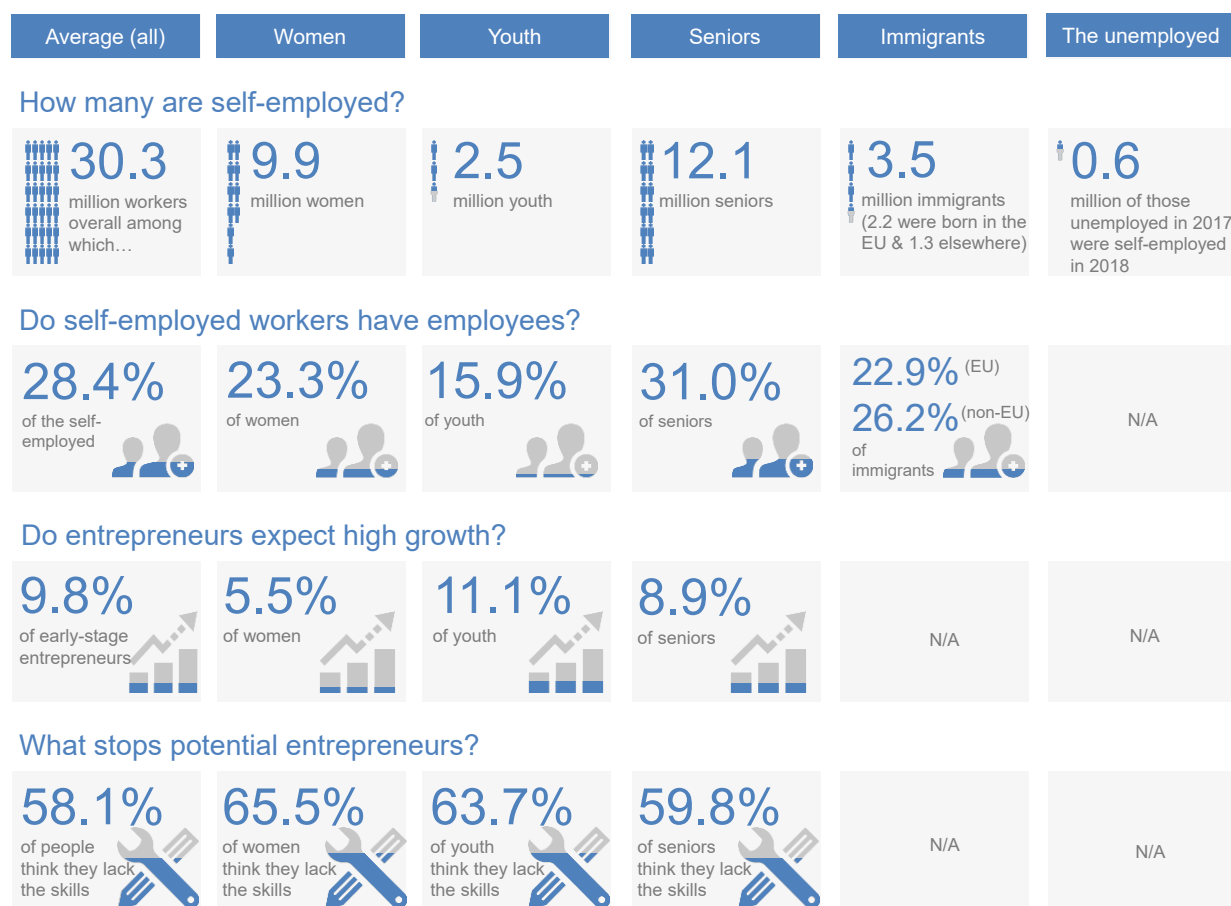 Average (all)
Women
Youth
Seniors
Immigrants
The unemployed
How many are self-employed?
30.3
million workers
overall among
which…
9.9
million women
2.5
million youth
12.1
million seniors
3.5
million immigrants
(2.2 were born in the
EU & 1.3 elsewhere)
0.6
million of those
unemployed in 2017
were self-employed
in 2018
Do self-employed workers have employees?
28.4%
of the self-
employed
23.3%
of women
15.9%
of youth
31.0%
of seniors
22.9% (EU)
26.2% (non-EU)
of
immigrants
N/A
Do entrepreneurs expect high growth?
9.8%
of early-stage
entrepreneurs
5.5%
of women
11.1%
of youth
8.9%
of seniors
N/A
N/A
What stops potential entrepreneurs?
58.1%
of people
think they lack
the skills
65.5%
of women
think they lack
the skills
63.7%
of youth
think they lack
the skills
59.8%
of seniors
think they lack
the skills
N/A
N/A